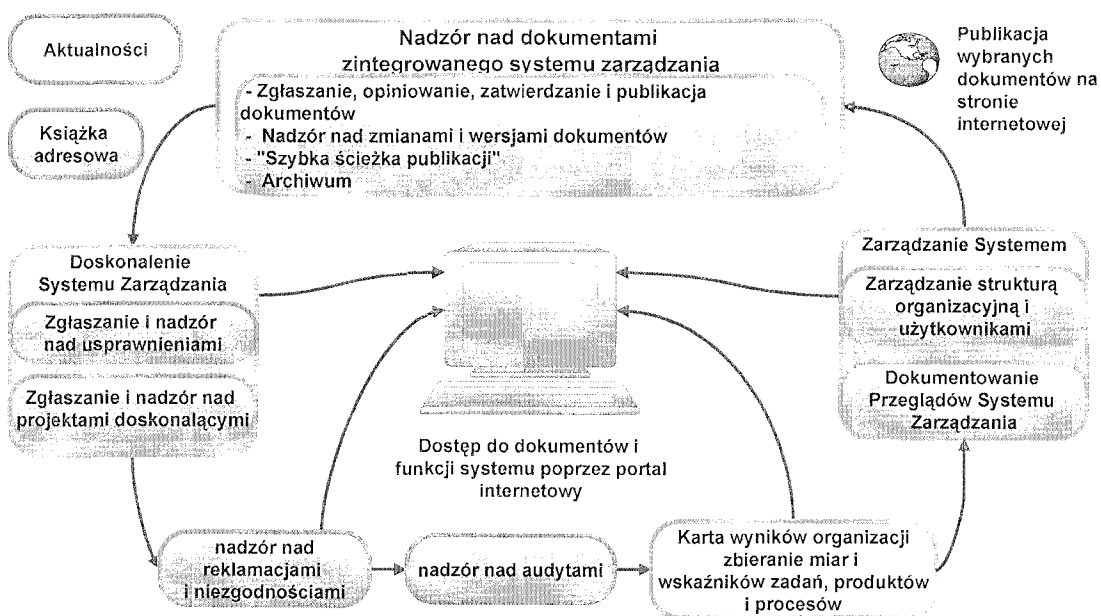 Aktualności
Książka
adresowa
Nadzór nad dokumentami
zintegrowanego systemu zarządzania
- Zgłaszanie, opiniowanie, zatwierdzanie i publikacja
dokumentów
- Nadzór nad zmianami i wersjami dokumentów
- "Szybka ścieżka publikacji"
- Archiwum
Publikacja
wybranych
dokumentów na
stronie
internetowej
Doskonalenie
Systemu Zarządzania
Zgłaszanie i nadzór
nad usprawnieniami
Zgłaszanie i nadzór nad
projektami doskonalącymi
Zarządzanie Systemem
Zarządzanie strukturą
organizacyjną i
użytkownikami
Dokumentowanie
Przeglądów Systemu
Zarządzania
Dostęp do dokumentów i
funkcji systemu poprzez portal
internetowy
nadzór nad
reklamacjami
i niezgodnościami
nadzór nad audytami
Karta wyników organizacji
zbieranie miar i
wskaźników zadań, produktów
i procesów